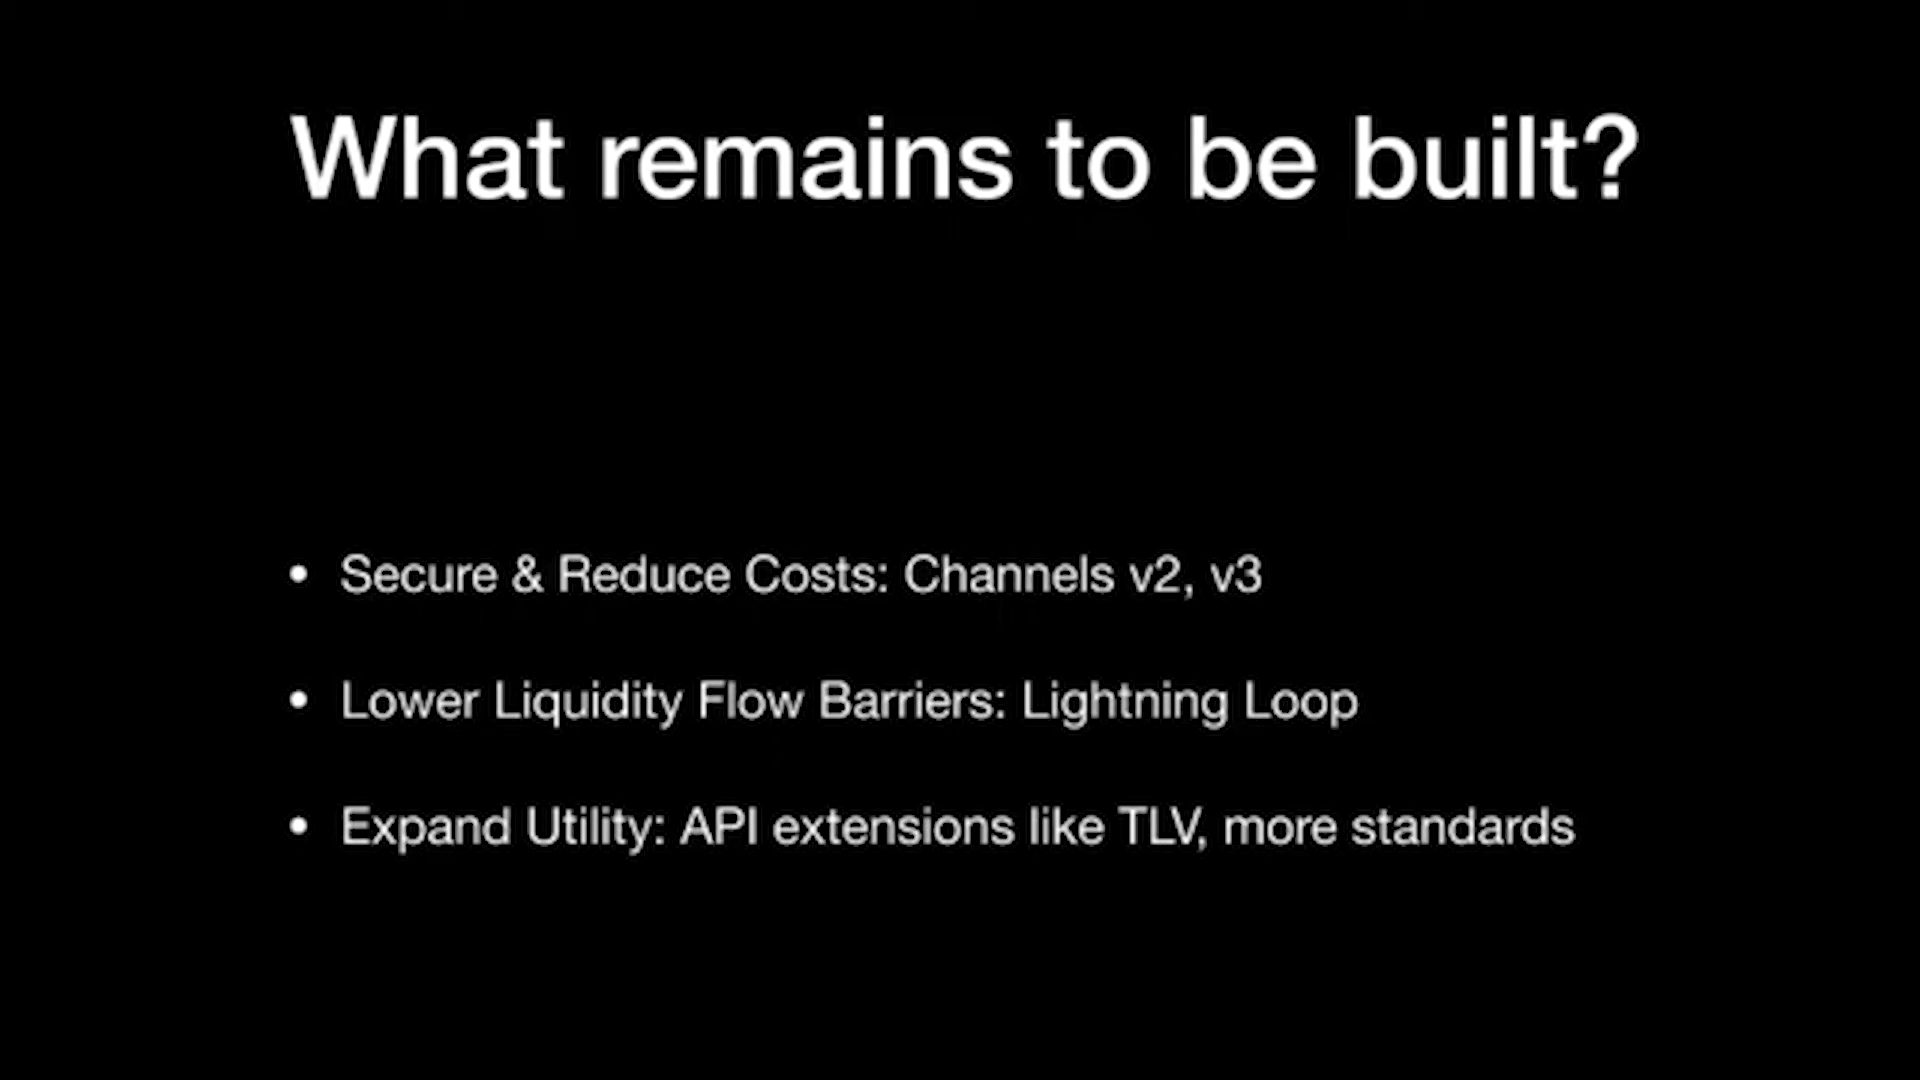 What remains to be built?
• Secure & Reduce Costs: Channels v2, v3
• Lower Liquidity Flow Barriers: Lightning Loop
• Expand Utility: API extensions like TLV, more standards